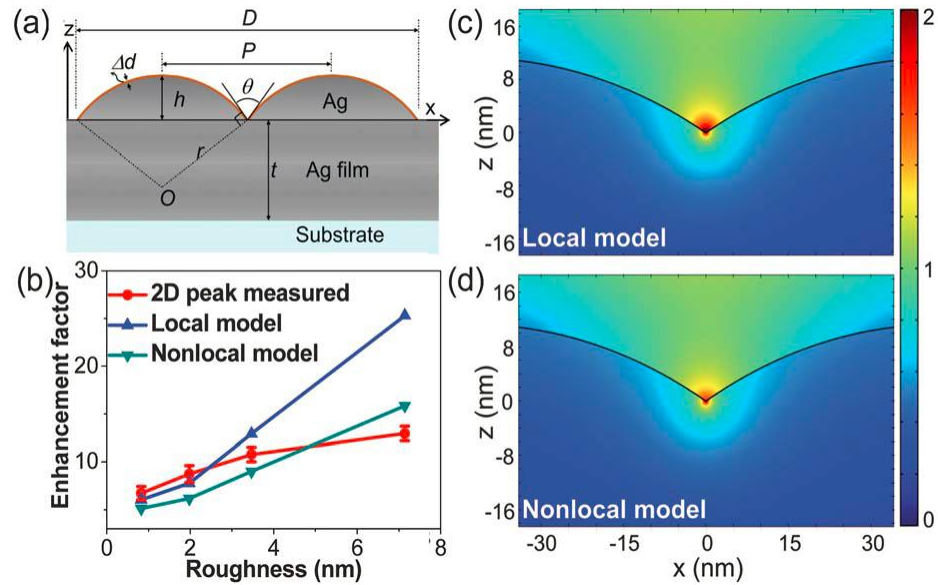 (a)
D
z
P
Δd
h
θ
Ag
x
r
t
Ag film
O
Substrate
(b)
30
20
10
Enhancement factor
2D peak measured
Local model
Nonlocal model
0 2 4 6 8
Roughness (nm)
(c)
16
8
0
-8
-16
z (nm)
Local model
(d)
16
8
0
-8
-16
z (nm)
Nonlocal model
-30 -15 0 15 30
x (nm)
2
1
0